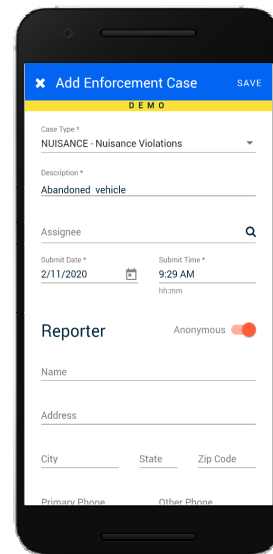 × Add Enforcement Case SAVE
DEMO
Case Type *
NUISANCE - Nuisance Violations
Description *
Abandoned vehicle
Assignee
Submit Date * Submit Time *
2/11/2020 9:29 AM
hh:mm
Reporter Anonymous
Name
Address
City State Zip Code
Primary Phone Other Phone